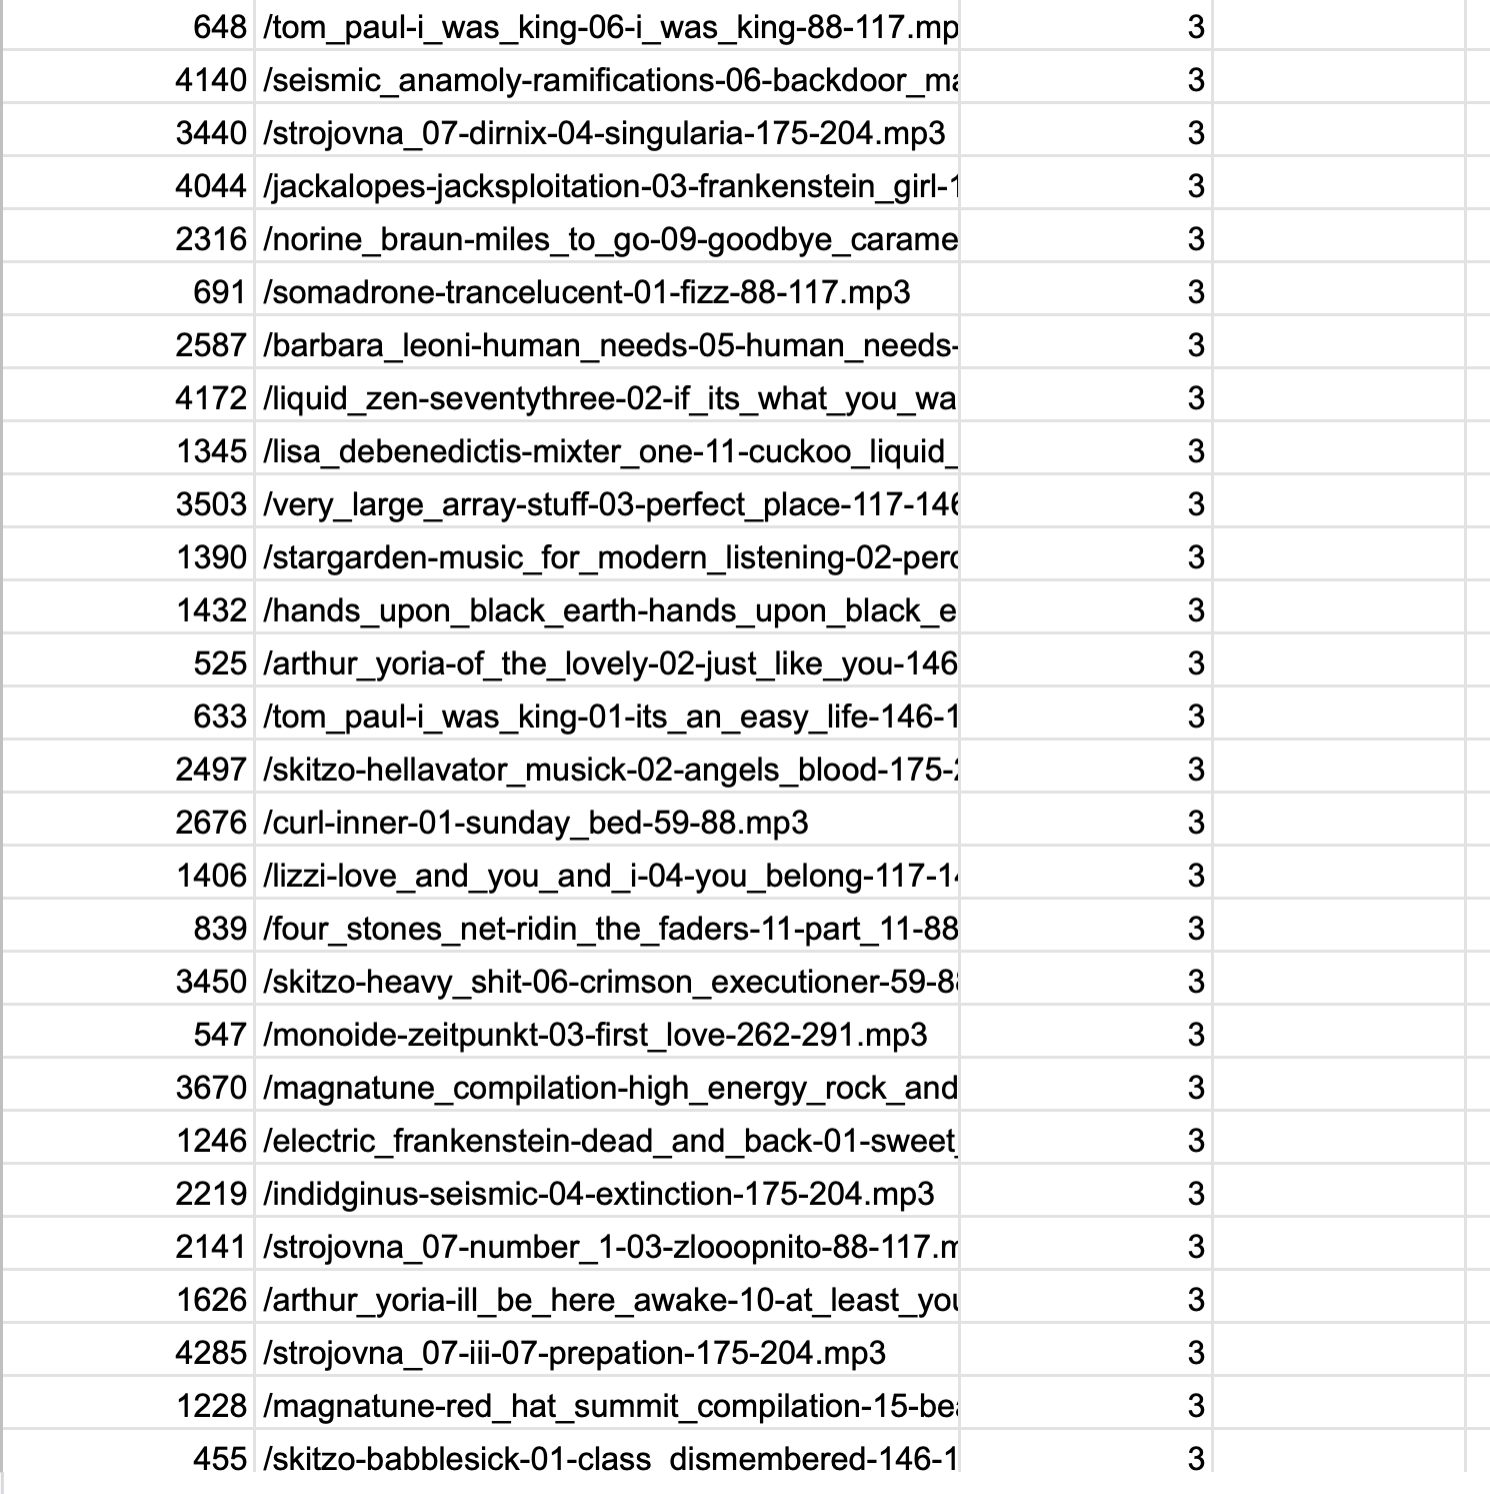 648 /tom_paul-i_was_king-06-i_was_king-88-117.mp 3
4140 /seismic_anamoly-ramifications-06-backdoor_ma 3
3440 /strojovna_07-dirnix-04-singularia-175-204.mp3 3
4044 /jackalopes-jacksploitation-03-frankenstein_girl-1 3
2316 /norine_braun-miles_to_go-09-goodbye_carame 3
691 /somadrone-trancelucent-01-fizz-88-117.mp3 3
2587 /barbara_leoni-human_needs-05-human_needs- 3
4172 /liquid_zen-seventythree-02-if_its_what_you_wa 3
1345 /lisa_debenedictis-mixter_one-11-cuckoo_liquid_ 3
3503 /very_large_array-stuff-03-perfect_place-117-146 3
1390 /stargarden-music_for_modern_listening-02-perc 3
1432 /hands_upon_black_earth-hands_upon_black_e 3
525 /arthur_yoria-of_the_lovely-02-just_like_you-146 3
633 /tom_paul-i_was_king-01-its_an_easy_life-146-1 3
2497 /skitzo-hellavator_musick-02-angels_blood-175-2 3
2676 /curl-inner-01-sunday_bed-59-88.mp3 3
1406 /lizzi-love_and_you_and_i-04-you_belong-117-14 3
839 /four_stones_net-ridin_the_faders-11-part_11-88 3
3450 /skitzo-heavy_shit-06-crimson_executioner-59-88 3
547 /monoide-zeitpunkt-03-first_love-262-291.mp3 3
3670 /magnatune_compilation-high_energy_rock_and 3
1246 /electric_frankenstein-dead_and_back-01-sweet_ 3
2219 /indidginus-seismic-04-extinction-175-204.mp3 3
2141 /strojovna_07-number_1-03-zlooopnito-88-117.m 3
1626 /arthur_yoria-ill_be_here_awake-10-at_least_you 3
4285 /strojovna_07-iii-07-prepation-175-204.mp3 3
1228 /magnatune-red_hat_summit_compilation-15-bea 3
455 /skitzo-babblesick-01-class_dismembered-146-1 3